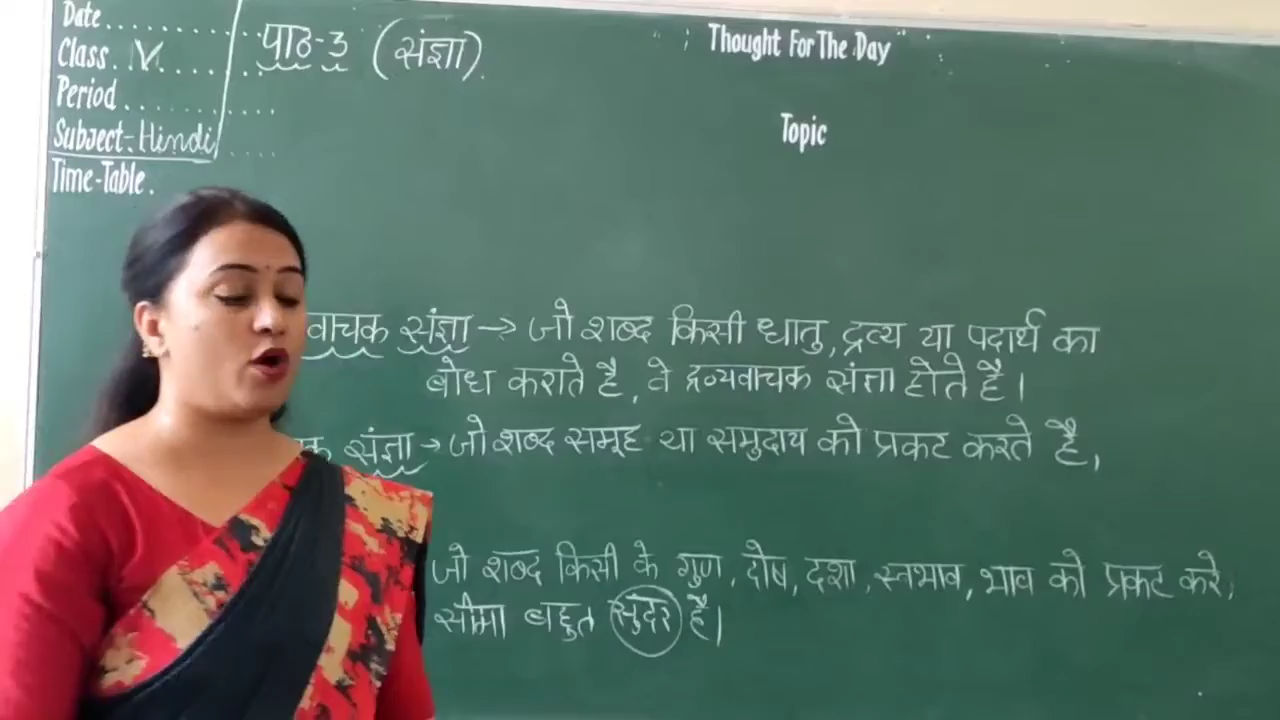 Date
Class. V
Period
Subject-Hindi
Time-Table.
पाठ-3 (संज्ञा)
Thought For The Day
Topic
वाचक संज्ञा → जो शब्द किसी धातु, द्रव्य या पदार्थ का
बोध कराते है, वे द्रव्यवाचक संज्ञा होते है।
क संज्ञा → जो शब्द समूह या समुदाय को प्रकट करते है,
जो शब्द किसी के गुण, दोष, दशा, स्वभाव, भाव को प्रकट करे,
सीमा बहुत सुदंर है।